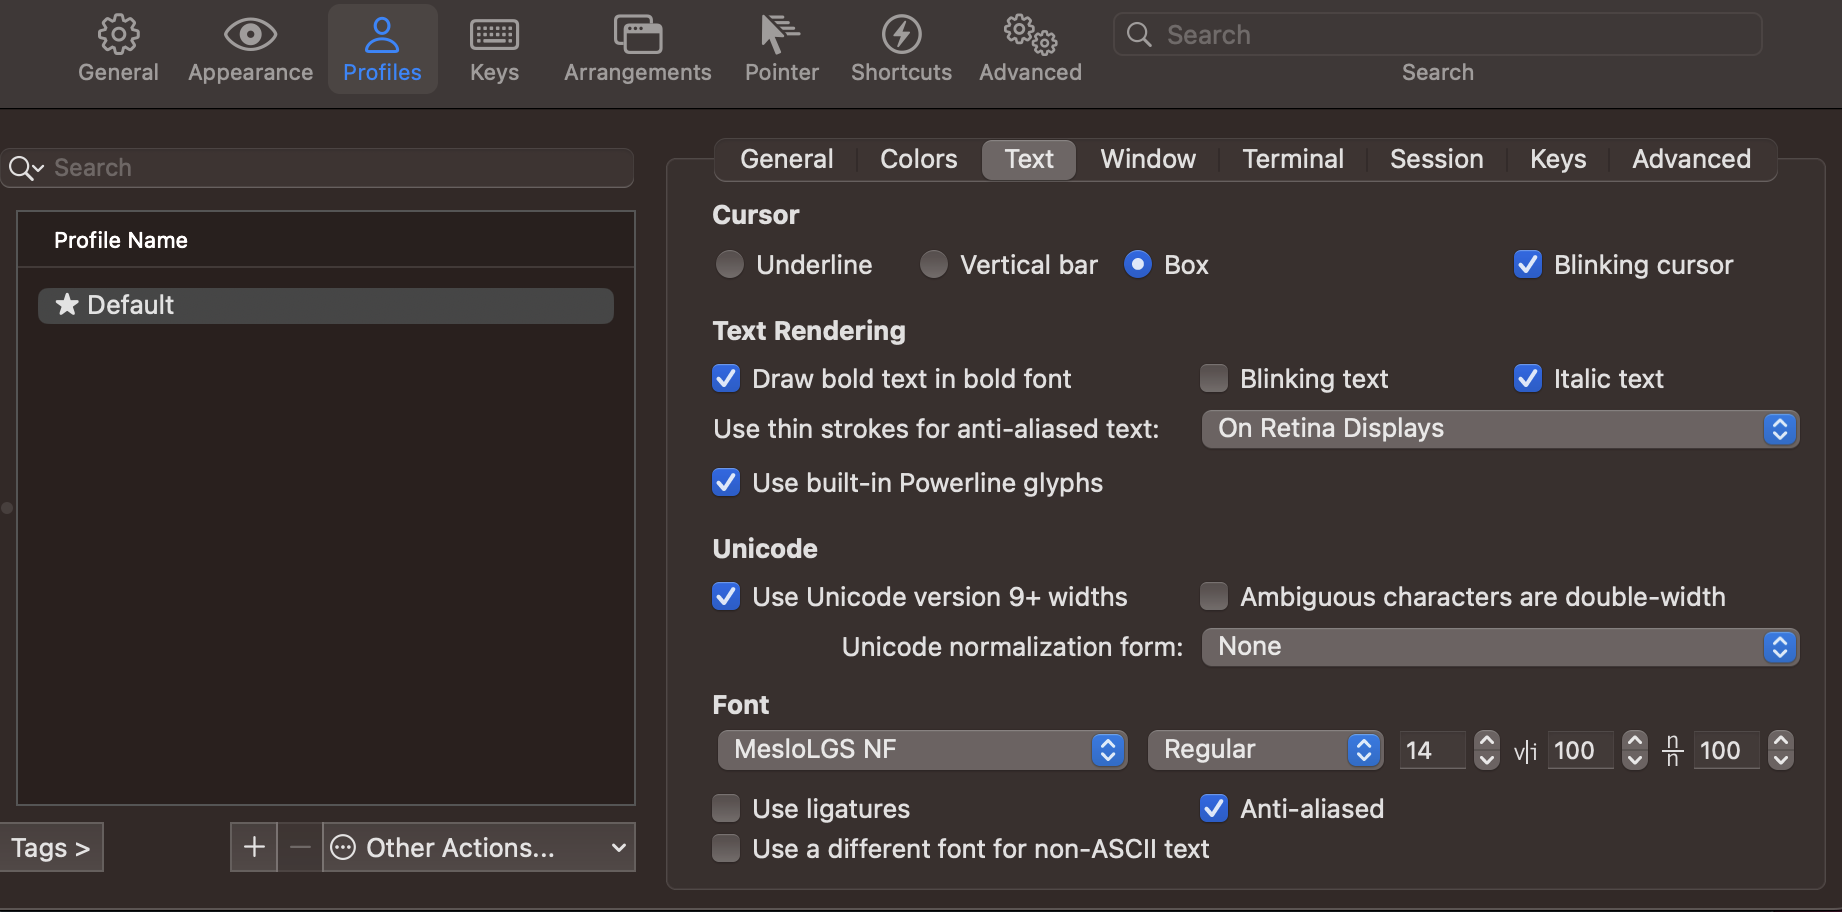 General Appearance Profiles Keys Arrangements Pointer Shortcuts Advanced Search
Search
Search
Profile Name
Default
Tags >
Other Actions...
General Colors Text Window Terminal Session Keys Advanced
Cursor
Underline Vertical bar Box Blinking cursor
Text Rendering
Draw bold text in bold font Blinking text Italic text
Use thin strokes for anti-aliased text: On Retina Displays
Use built-in Powerline glyphs
Unicode
Use Unicode version 9+ widths Ambiguous characters are double-width
Unicode normalization form: None
Font
MesloLGS NF Regular 14 v|i 100 n/n 100
Use ligatures Anti-aliased
Use a different font for non-ASCII text